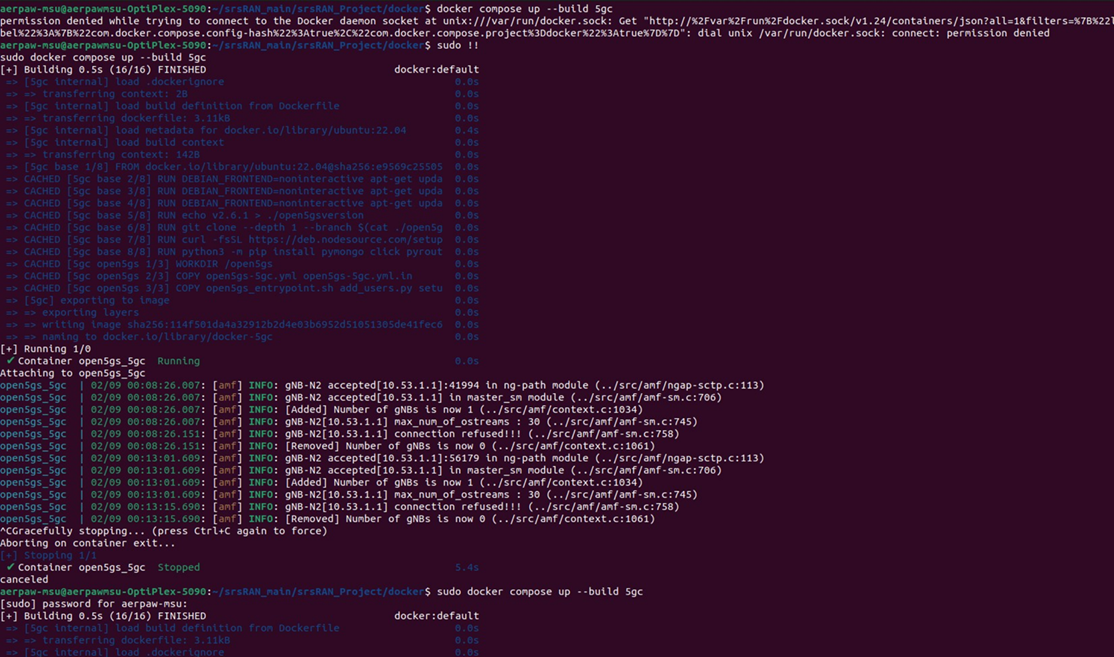 aerpaw-msu@aerpawmsu-OptiPlex-5090:~/srsRAN_main/srsRAN_Project/docker$ docker compose up --build 5gc
permission denied while trying to connect to the Docker daemon socket at unix:///var/run/docker.sock: Get "http://%2Fvar%2Frun%2Fdocker.sock/v1.24/containers/json?all=1&filters=%7B%22l
bel%22%3A%7B%22com.docker.compose.config-hash%22%3Atrue%2C%22com.docker.compose.project%3Ddocker%22%3Atrue%7D%7D": dial unix /var/run/docker.sock: connect: permission denied
aerpaw-msu@aerpawmsu-OptiPlex-5090:~/srsRAN_main/srsRAN_Project/docker$ sudo !!
sudo docker compose up --build 5gc
[+] Building 0.5s (16/16) FINISHED docker:default
=> [5gc internal] load .dockerignore 0.0s
=> => transferring context: 2B 0.0s
=> [5gc internal] load build definition from Dockerfile 0.0s
=> => transferring dockerfile: 3.11kB 0.0s
=> [5gc internal] load metadata for docker.io/library/ubuntu:22.04 0.4s
=> [5gc internal] load build context 0.0s
=> => transferring context: 142B 0.0s
=> [5gc base 1/8] FROM docker.io/library/ubuntu:22.04@sha256:e9569c25505 0.0s
=> CACHED [5gc base 2/8] RUN DEBIAN_FRONTEND=noninteractive apt-get upda 0.0s
=> CACHED [5gc base 3/8] RUN DEBIAN_FRONTEND=noninteractive apt-get upda 0.0s
=> CACHED [5gc base 4/8] RUN DEBIAN_FRONTEND=noninteractive apt-get upda 0.0s
=> CACHED [5gc base 5/8] RUN echo v2.6.1 > ./open5gsversion 0.0s
=> CACHED [5gc base 6/8] RUN git clone --depth 1 --branch $(cat ./open5g 0.0s
=> CACHED [5gc base 7/8] RUN curl -fsSL https://deb.nodesource.com/setup 0.0s
=> CACHED [5gc base 8/8] RUN python3 -m pip install pymongo click pyrout 0.0s
=> CACHED [5gc open5gs 1/3] WORKDIR /open5gs 0.0s
=> CACHED [5gc open5gs 2/3] COPY open5gs-5gc.yml open5gs-5gc.yml.in 0.0s
=> CACHED [5gc open5gs 3/3] COPY open5gs_entrypoint.sh add_users.py setu 0.0s
=> [5gc] exporting to image 0.0s
=> => exporting layers 0.0s
=> => writing image sha256:114f501da4a32912b2d4e03b6952d51051305de41fec6 0.0s
=> => naming to docker.io/library/docker-5gc 0.0s
[+] Running 1/0
✔ Container open5gs_5gc Running 0.0s
Attaching to open5gs_5gc
open5gs_5gc | 02/09 00:08:26.007: [amf] INFO: gNB-N2 accepted[10.53.1.1]:41994 in ng-path module (../src/amf/ngap-sctp.c:113)
open5gs_5gc | 02/09 00:08:26.007: [amf] INFO: gNB-N2 accepted[10.53.1.1] in master_sm module (../src/amf/amf-sm.c:706)
open5gs_5gc | 02/09 00:08:26.007: [amf] INFO: [Added] Number of gNBs is now 1 (../src/amf/context.c:1034)
open5gs_5gc | 02/09 00:08:26.007: [amf] INFO: gNB-N2[10.53.1.1] max_num_of_ostreams : 30 (../src/amf/amf-sm.c:745)
open5gs_5gc | 02/09 00:08:26.151: [amf] INFO: gNB-N2[10.53.1.1] connection refused!!! (../src/amf/amf-sm.c:758)
open5gs_5gc | 02/09 00:08:26.151: [amf] INFO: [Removed] Number of gNBs is now 0 (../src/amf/context.c:1061)
open5gs_5gc | 02/09 00:13:01.609: [amf] INFO: gNB-N2 accepted[10.53.1.1]:56179 in ng-path module (../src/amf/ngap-sctp.c:113)
open5gs_5gc | 02/09 00:13:01.609: [amf] INFO: gNB-N2 accepted[10.53.1.1] in master_sm module (../src/amf/amf-sm.c:706)
open5gs_5gc | 02/09 00:13:01.609: [amf] INFO: [Added] Number of gNBs is now 1 (../src/amf/context.c:1034)
open5gs_5gc | 02/09 00:13:01.609: [amf] INFO: gNB-N2[10.53.1.1] max_num_of_ostreams : 30 (../src/amf/amf-sm.c:745)
open5gs_5gc | 02/09 00:13:15.690: [amf] INFO: gNB-N2[10.53.1.1] connection refused!!! (../src/amf/amf-sm.c:758)
open5gs_5gc | 02/09 00:13:15.690: [amf] INFO: [Removed] Number of gNBs is now 0 (../src/amf/context.c:1061)
^CGracefully stopping... (press Ctrl+C again to force)
Aborting on container exit...
[+] Stopping 1/1
✔ Container open5gs_5gc Stopped 5.4s
canceled
aerpaw-msu@aerpawmsu-OptiPlex-5090:~/srsRAN_main/srsRAN_Project/docker$ sudo docker compose up --build 5gc
[sudo] password for aerpaw-msu:
[+] Building 0.5s (16/16) FINISHED docker:default
=> [5gc internal] load build definition from Dockerfile 0.0s
=> => transferring dockerfile: 3.11kB 0.0s
=> [5gc internal] load .dockerignore 0.0s